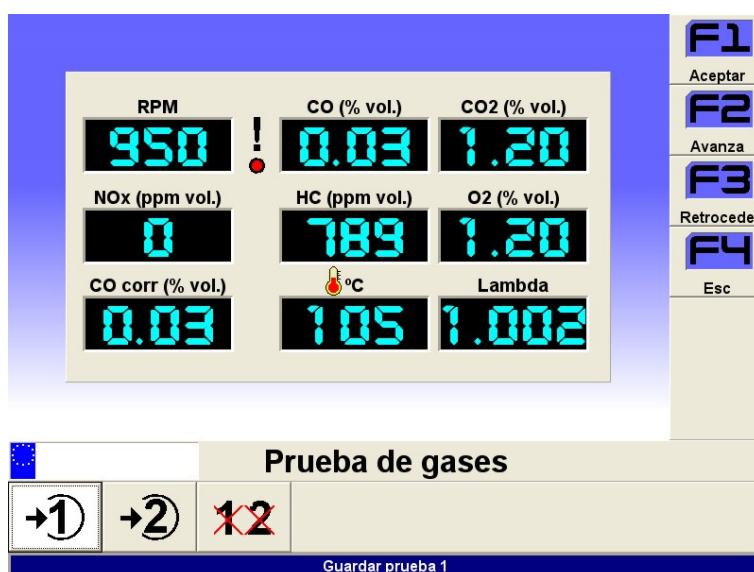 F1
Aceptar
F2
Avanza
F3
Retrocede
F4
Esc
RPM
CO (% vol.)
CO2 (% vol.)
950
!
0.03
1.20
NOx (ppm vol.)
HC (ppm vol.)
O2 (% vol.)
0
789
1.20
CO corr (% vol.)
ºC
Lambda
0.03
105
1.002
Prueba de gases
1
2
12
Guardar prueba 1